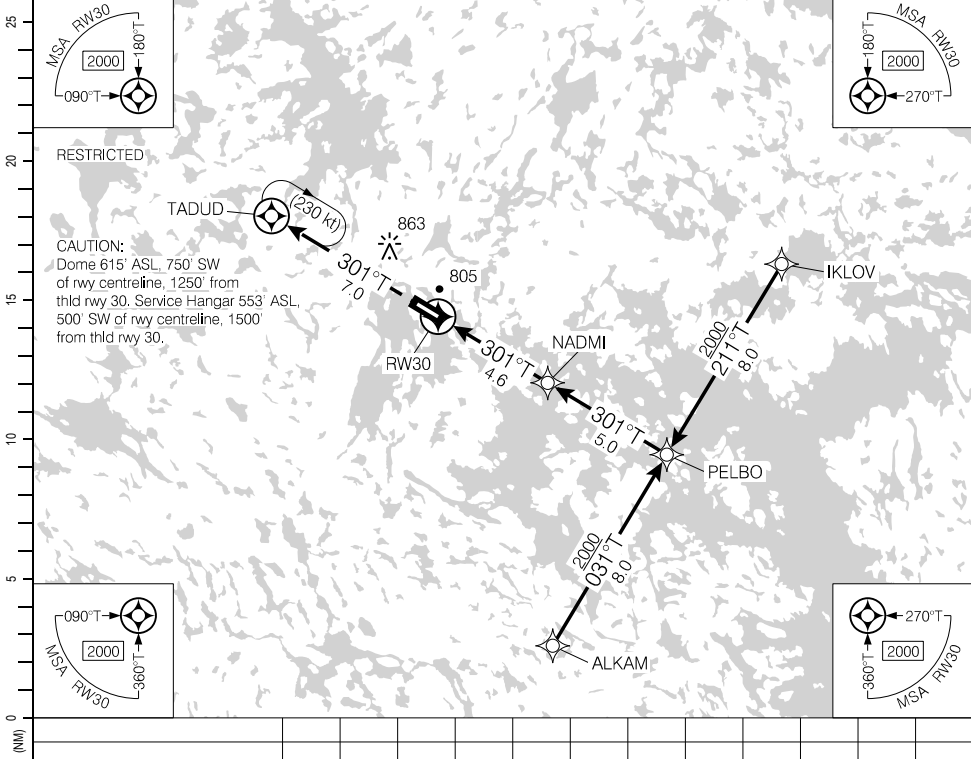 25
20
15
10
5
0
(NM)
MSA RW30
2000
180°T
090°T
MSA RW30
2000
180°T
270°T
RESTRICTED
TADUD
(230 kt)
863
CAUTION:
Dome 615' ASL, 750' SW
of rwy centreline, 1250' from
thld rwy 30. Service Hangar 553' ASL,
500' SW of rwy centreline, 1500'
from thld rwy 30.
301°T
7.0
805
RW30
IKLOV
2000
211°T
8.0
NADMI
301°T
4.6
301°T
5.0
PELBO
2000
031°T
8.0
ALKAM
090°T
2000
360°T
MSA RW30
270°T
2000
360°T
MSA RW30